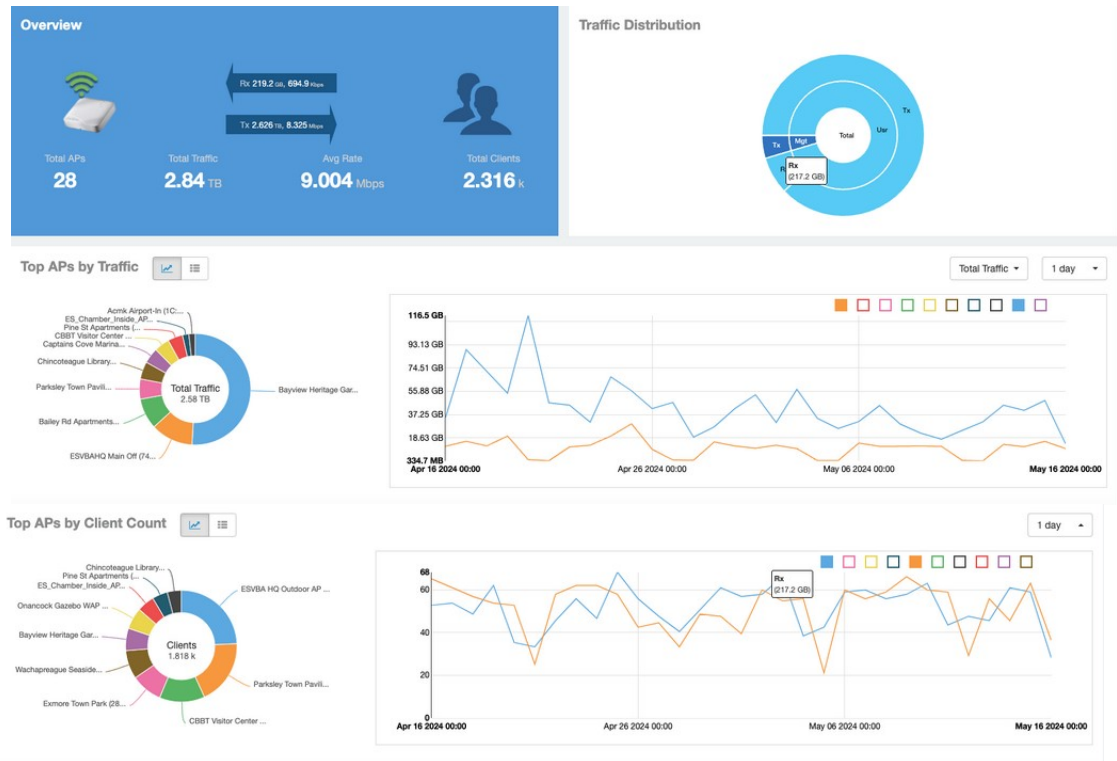 Overview
Rx 219.2 GB, 694.9 Kbps
Tx 2.626 TB, 8.325 Mbps
Total APs
28
Total Traffic
2.84 TB
Avg Rate
9.004 Mbps
Total Clients
2.316 k
Traffic Distribution
Tx
Usr
Total
Mgt
Tx
Rx
(217.2 GB)
Top APs by Traffic
Total Traffic
1 day
Acmk Airport-In (1C:...
ES_Chamber_Inside_AP...
Pine St Apartments (...
CBBT Visitor Center ...
Captains Cove Marina...
Chincoteague Library...
Parksley Town Pavili...
Bailey Rd Apartments...
ESVBAHQ Main Off (74...
Bayview Heritage Gar...
Total Traffic
2.58 TB
116.5 GB
93.13 GB
74.51 GB
55.88 GB
37.25 GB
18.63 GB
334.7 MB
Apr 16 2024 00:00
Apr 26 2024 00:00
May 06 2024 00:00
May 16 2024 00:00
Top APs by Client Count
1 day
Chincoteague Library...
Pine St Apartments (...
ES_Chamber_Inside_AP...
Onancock Gazebo WAP ...
Bayview Heritage Gar...
Wachapreague Seaside...
Exmore Town Park (28...
CBBT Visitor Center ...
Parksley Town Pavili...
ESVBA HQ Outdoor AP ...
Clients
1.818 k
68
60
40
20
0
Rx
(217.2 GB)
Apr 16 2024 00:00
Apr 26 2024 00:00
May 06 2024 00:00
May 16 2024 00:00